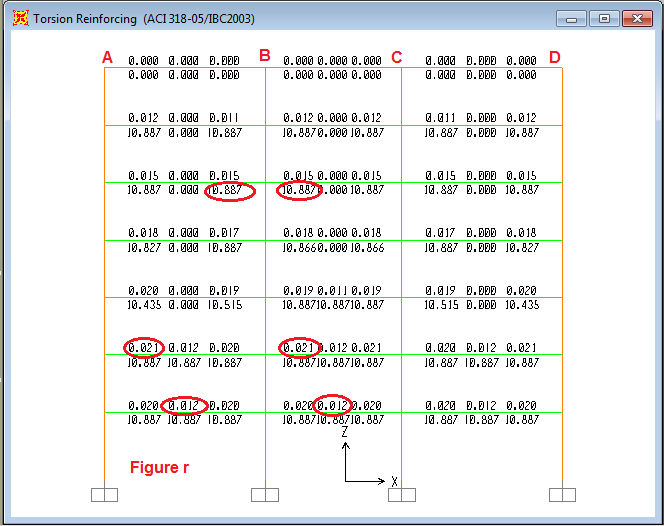 Torsion Reinforcing (ACI 318-05/IBC2003)
A B C D
0.000 0.000 0.000 0.000 0.000 0.000 0.000 0.000 0.000
0.000 0.000 0.000 0.000 0.000 0.000 0.000 0.000 0.000
0.012 0.000 0.011 0.012 0.000 0.012 0.011 0.000 0.012
10.887 0.000 10.887 10.887 0.000 10.887 10.887 0.000 10.887
0.015 0.000 0.015 0.015 0.000 0.015 0.015 0.000 0.015
10.887 0.000 10.887 10.887 0.000 10.887 10.887 0.000 10.887
0.018 0.000 0.017 0.018 0.000 0.018 0.017 0.000 0.018
10.827 0.000 10.887 10.866 0.000 10.866 10.887 0.000 10.827
0.020 0.000 0.019 0.019 0.011 0.019 0.019 0.000 0.020
10.435 0.000 10.515 10.887 10.887 10.887 10.515 0.000 10.435
0.021 0.012 0.020 0.021 0.012 0.021 0.020 0.012 0.021
10.887 10.887 10.887 10.887 10.887 10.887 10.887 10.887 10.887
0.020 0.012 0.020 0.020 0.012 0.020 0.020 0.012 0.020
10.887 10.887 10.887 10.887 10.887 10.887 10.887 10.887 10.887
Z
X
Figure r